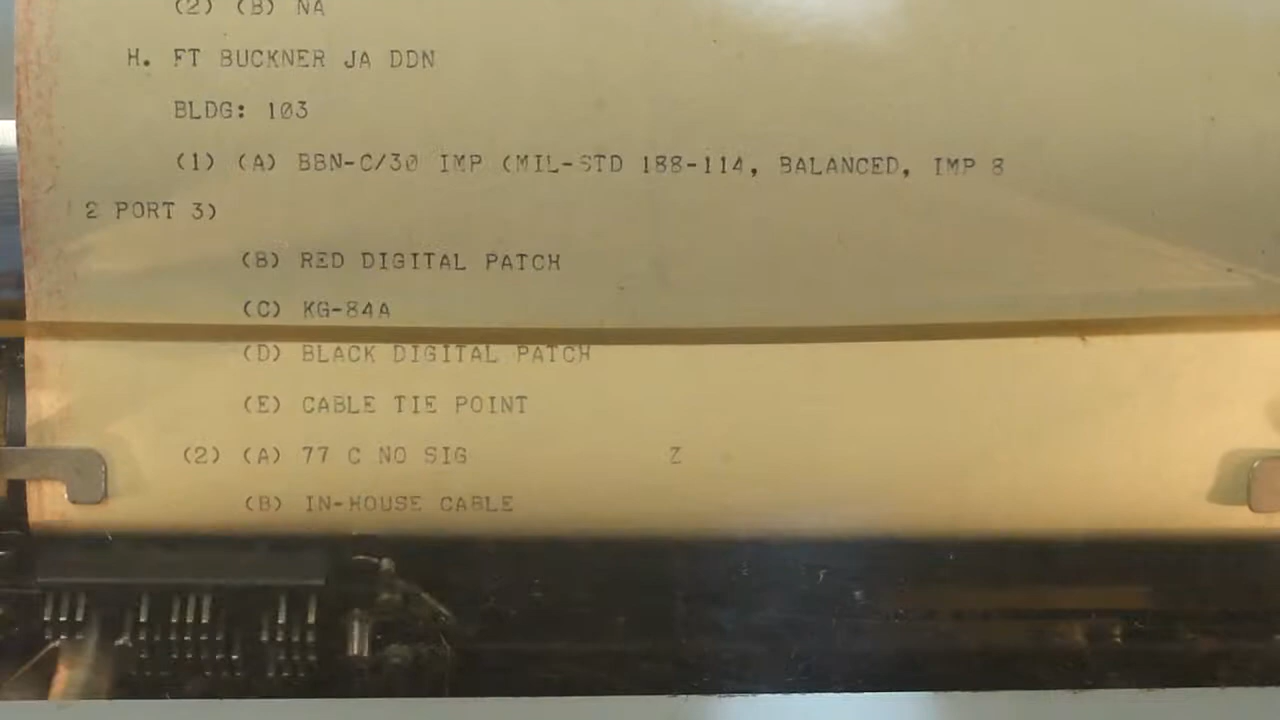 (2) (B) NA
H. FT BUCKNER JA DDN
BLDG: 103
(1) (A) BBN-C/30 IMP (MIL-STD 188-114, BALANCED, IMP 8
2 PORT 3)
(B) RED DIGITAL PATCH
(C) KG-84A
(D) BLACK DIGITAL PATCH
(E) CABLE TIE POINT
(2) (A) 77 C NO SIG Z
(B) IN-HOUSE CABLE